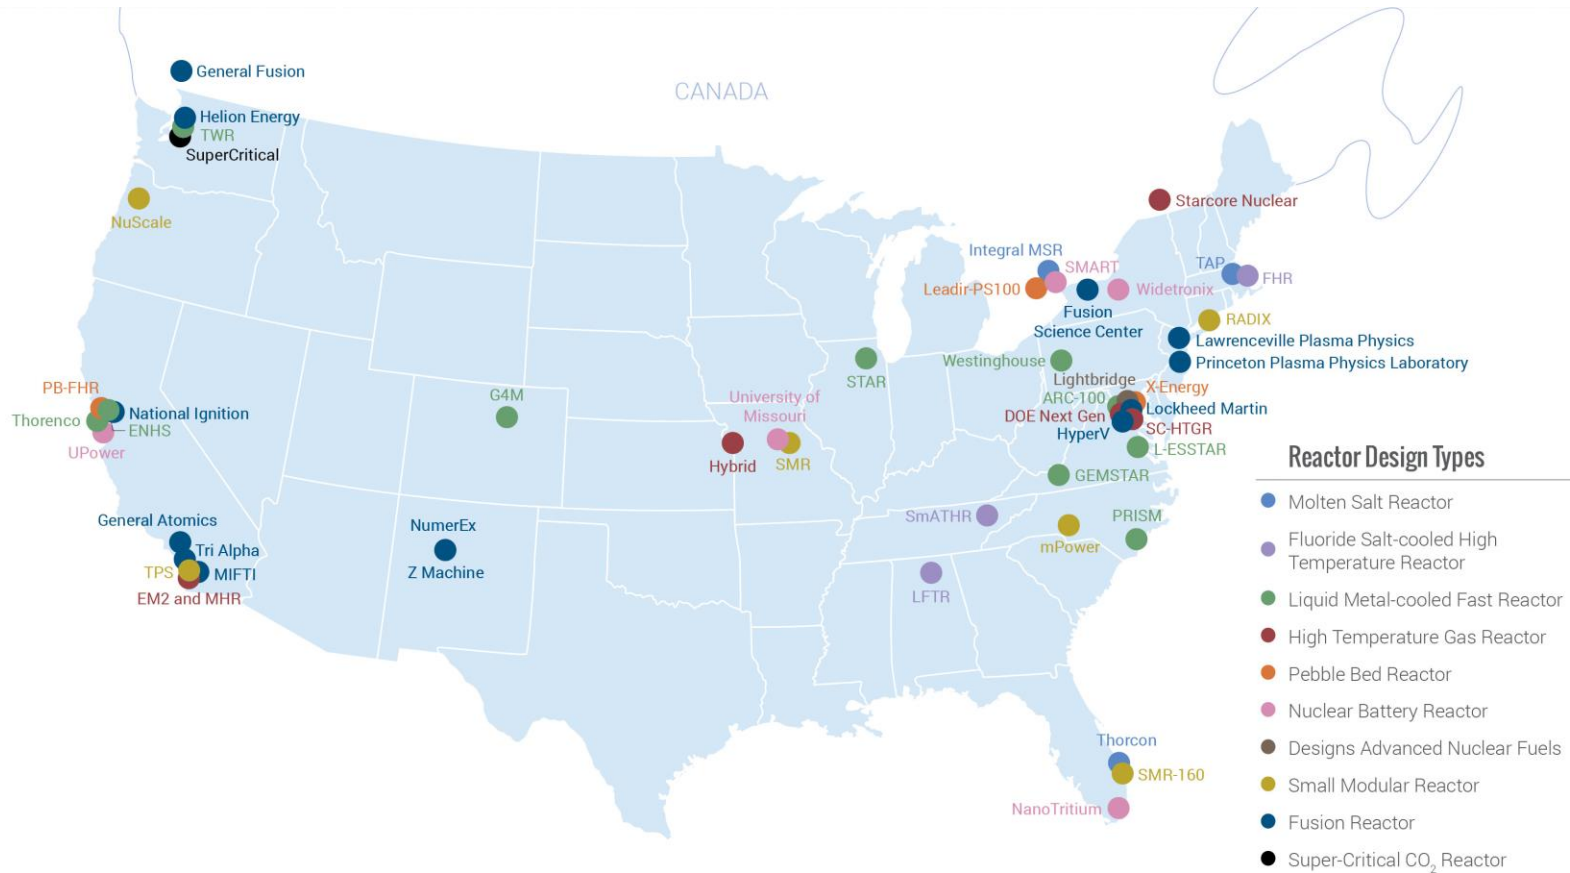 CANADA
General Fusion
Helion Energy
TWR
SuperCritical
NuScale
Starcore Nuclear
Integral MSR
SMART
Leadir-PS100
Widetronix
Fusion
Science Center
TAP
FHR
RADIX
Lawrenceville Plasma Physics
Princeton Plasma Physics Laboratory
Westinghouse
STAR
Lightbridge
X-Energy
ARC-100
Lockheed Martin
DOE Next Gen
SC-HTGR
HyperV
L-ESSTAR
PB-FHR
National Ignition
Thorenco
ENHS
UPower
G4M
University of
Missouri
Hybrid
SMR
GEMSTAR
SmATHR
mPower
PRISM
LFTR
General Atomics
Tri Alpha
TPS
MIFTI
EM2 and MHR
NumerEx
Z Machine
Thorcon
SMR-160
NanoTritium
Reactor Design Types
Molten Salt Reactor
Fluoride Salt-cooled High
Temperature Reactor
Liquid Metal-cooled Fast Reactor
High Temperature Gas Reactor
Pebble Bed Reactor
Nuclear Battery Reactor
Designs Advanced Nuclear Fuels
Small Modular Reactor
Fusion Reactor
Super-Critical CO₂ Reactor